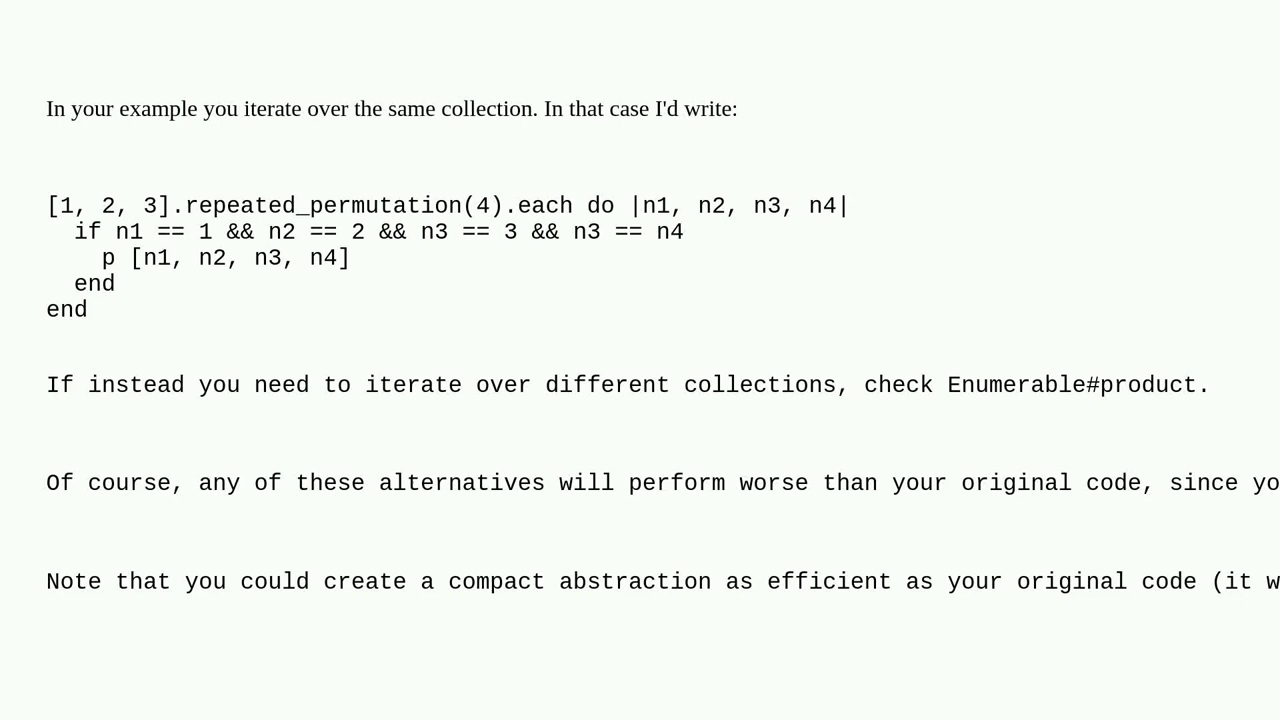 In your example you iterate over the same collection. In that case I'd write:
[1, 2, 3].repeated_permutation(4).each do |n1, n2, n3, n4|
  if n1 == 1 && n2 == 2 && n3 == 3 && n3 == n4
    p [n1, n2, n3, n4]
  end
end
If instead you need to iterate over different collections, check Enumerable#product.
Of course, any of these alternatives will perform worse than your original code, since
Note that you could create a compact abstraction as efficient as your original code (it